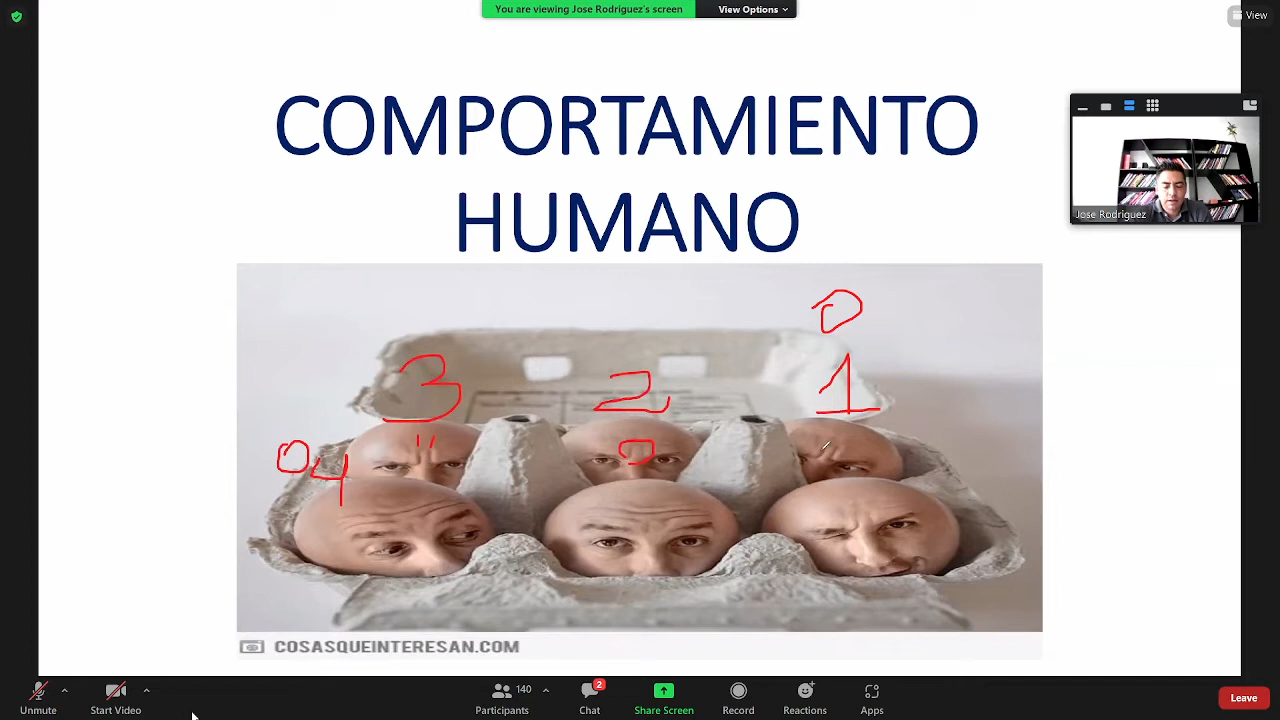 You are viewing Jose Rodriguez's screen
View Options
View
COMPORTAMIENTO
HUMANO
Jose Rodriguez
0
3
2
1
04
COSASQUEINTERESAN.COM
Unmute
Start Video
Participants
140
Chat
2
Share Screen
Record
Reactions
Apps
Leave